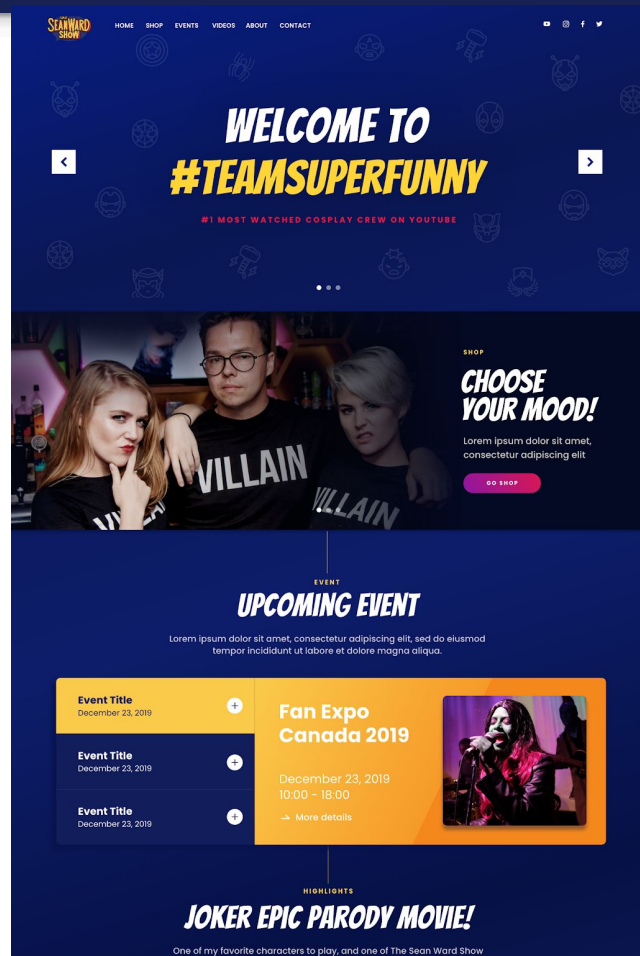 THE
SEAN WARD
SHOW
HOME SHOP EVENTS VIDEOS ABOUT CONTACT
WELCOME TO
#TEAMSUPERFUNNY
#1 MOST WATCHED COSPLAY CREW ON YOUTUBE
VILLAIN
VILLAIN
VILLAIN
SHOP
CHOOSE
YOUR MOOD!
Lorem ipsum dolor sit amet,
consectetur adipiscing elit
GO SHOP
EVENT
UPCOMING EVENT
Lorem ipsum dolor sit amet, consectetur adipiscing elit, sed do eiusmod
tempor incididunt ut labore et dolore magna aliqua.
Event Title
December 23, 2019
Event Title
December 23, 2019
Event Title
December 23, 2019
Fan Expo
Canada 2019
December 23, 2019
10:00 - 18:00
More details
HIGHLIGHTS
JOKER EPIC PARODY MOVIE!
One of my favorite characters to play, and one of The Sean Ward Show